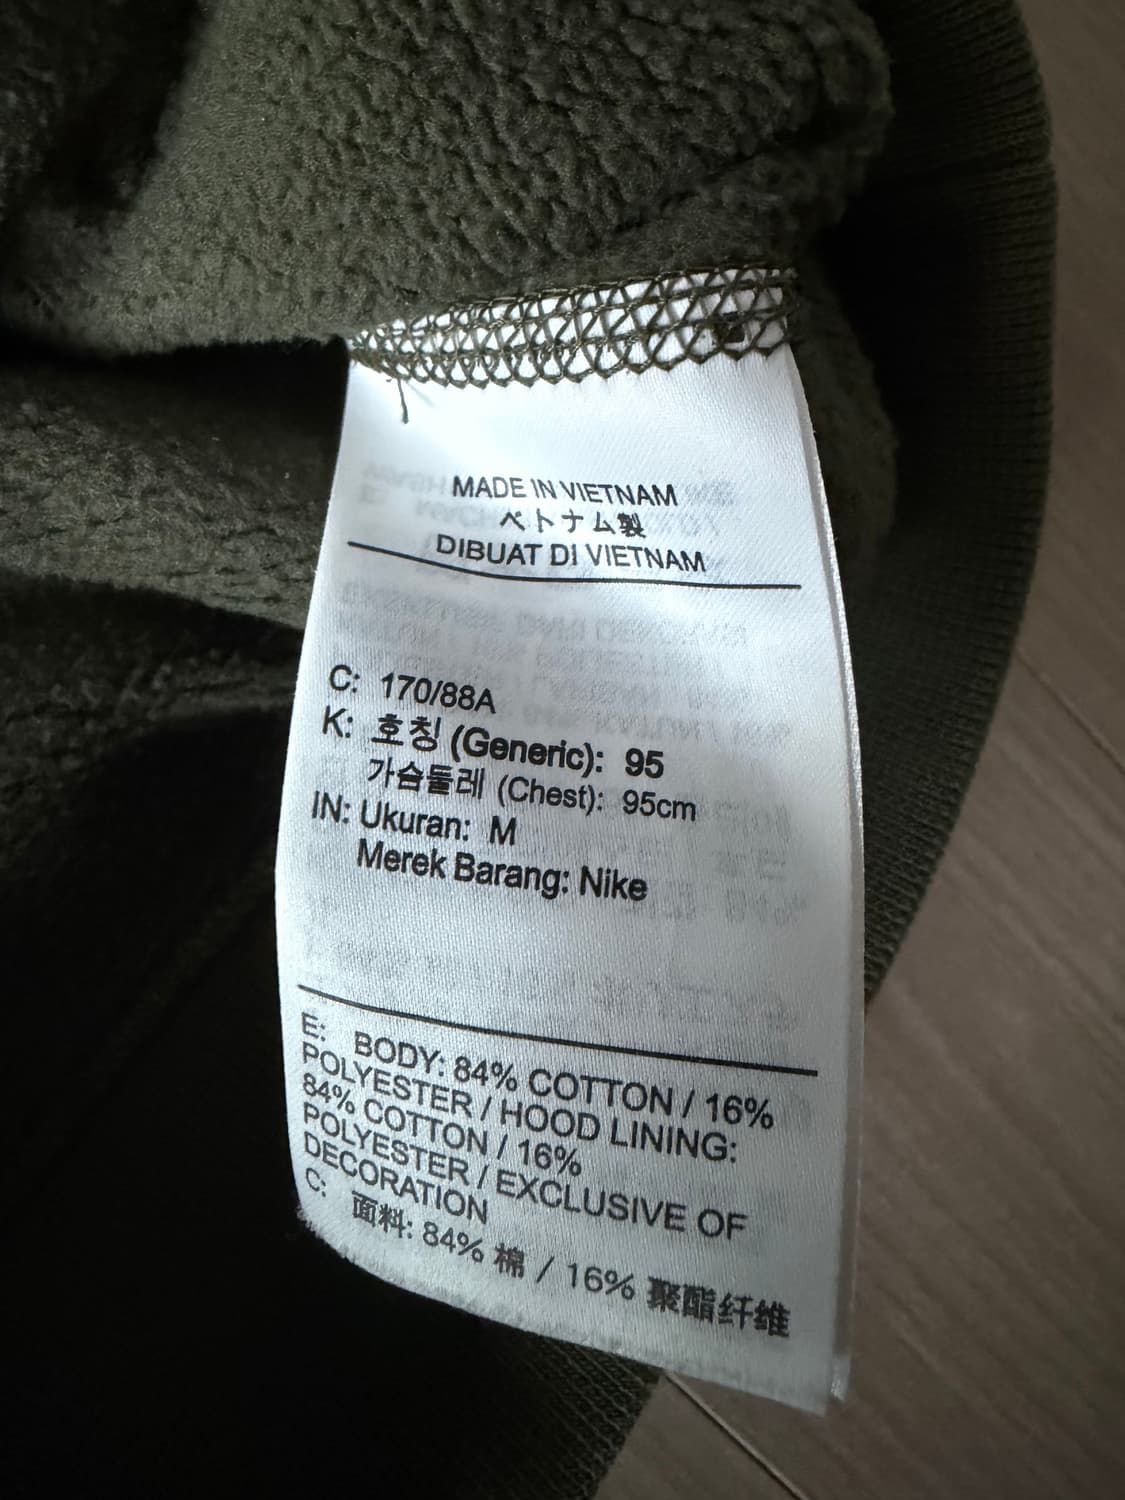 MADE IN VIETNAM
ベトナム製
DIBUAT DI VIETNAM
C: 170/88A
K: 호칭 (Generic): 95
가슴둘레 (Chest): 95cm
IN: Ukuran: M
Merek Barang: Nike
E: BODY: 84% COTTON / 16%
POLYESTER / HOOD LINING:
84% COTTON / 16%
POLYESTER / EXCLUSIVE OF
DECORATION
C: 面料: 84% 棉 / 16% 聚酯纤维